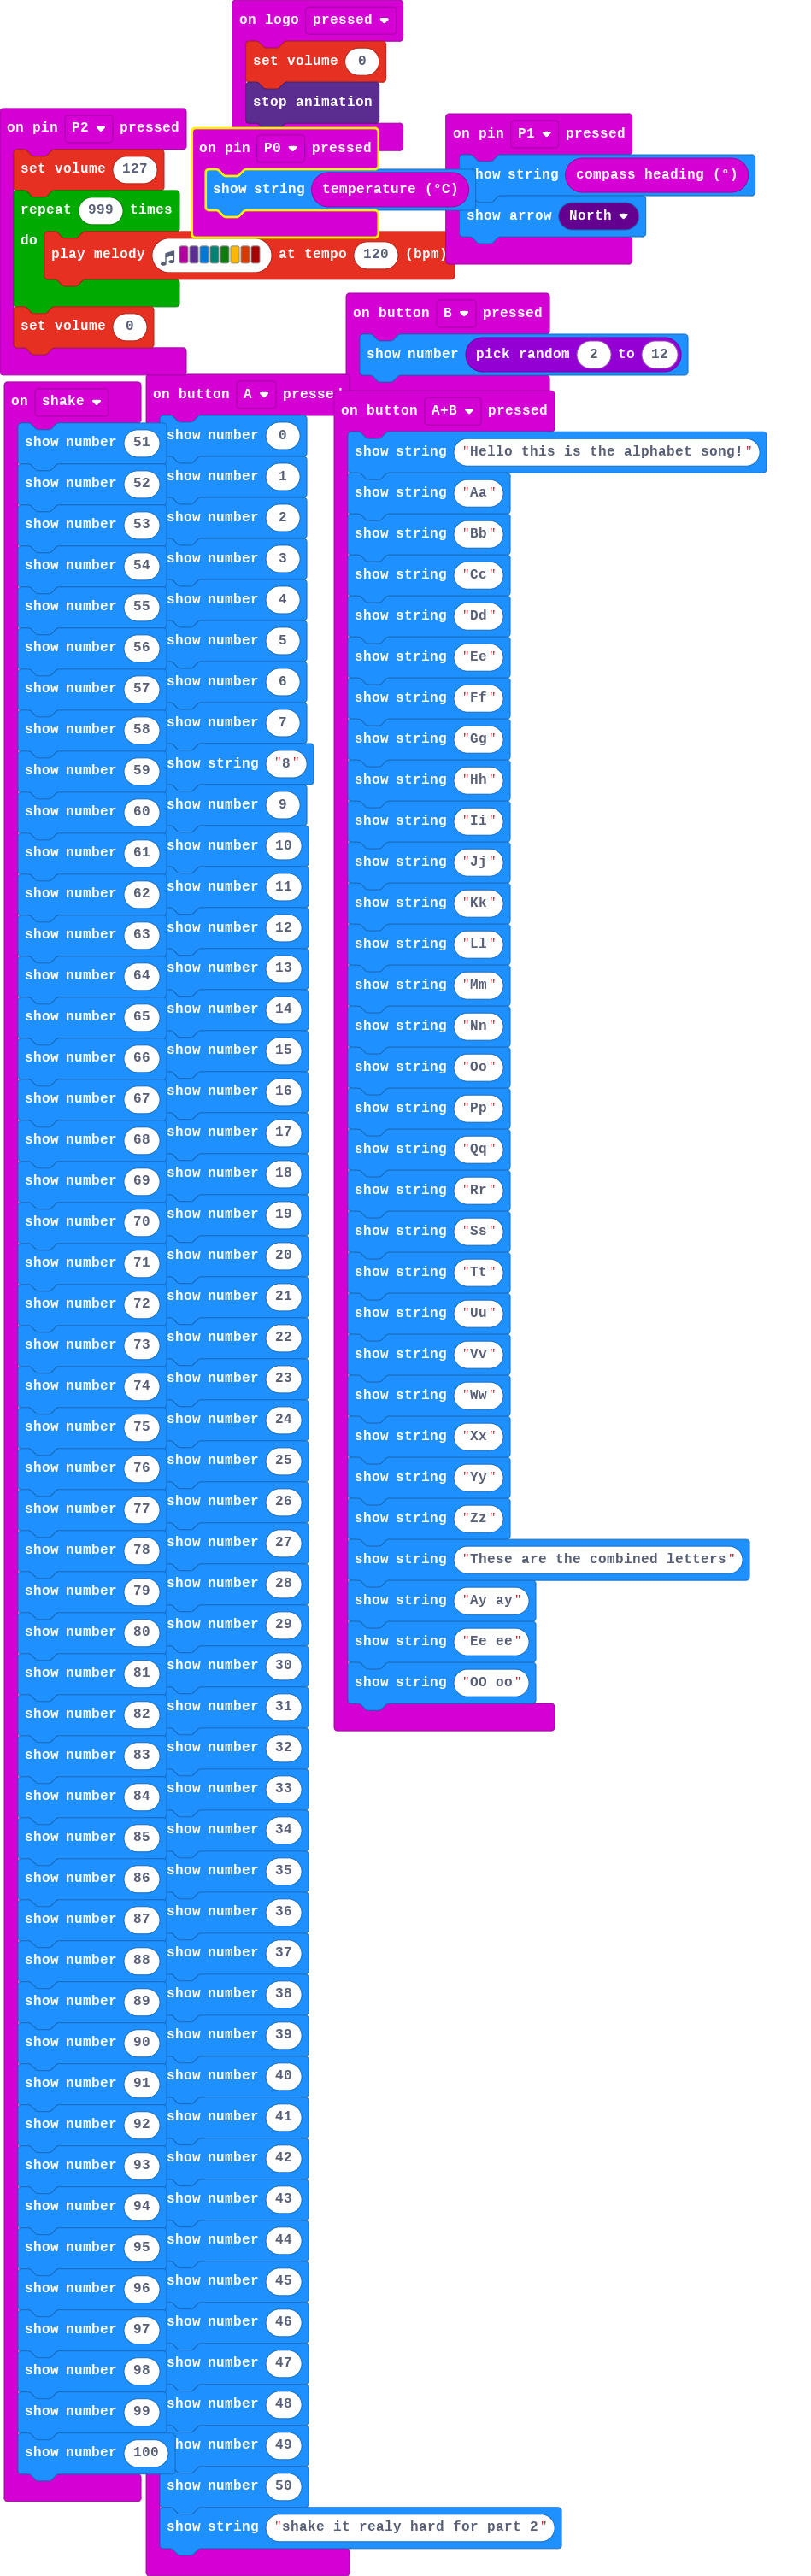 on logo pressed
set volume 0
stop animation
on pin P2 pressed
set volume 127
repeat 999 times
do
play melody at tempo 120 (bpm)
set volume 0
on pin P0 pressed
show string temperature (°C)
on pin P1 pressed
how string compass heading (°)
show arrow North
on button B pressed
show number pick random 2 to 12
on shake
show number 51
show number 52
show number 53
show number 54
show number 55
show number 56
show number 57
show number 58
show number 59
show number 60
show number 61
show number 62
show number 63
show number 64
show number 65
show number 66
show number 67
show number 68
show number 69
show number 70
show number 71
show number 72
show number 73
show number 74
show number 75
show number 76
show number 77
show number 78
show number 79
show number 80
show number 81
show number 82
show number 83
show number 84
show number 85
show number 86
show number 87
show number 88
show number 89
show number 90
show number 91
show number 92
show number 93
show number 94
show number 95
show number 96
show number 97
show number 98
show number 99
show number 100
on button A pressed
show number 0
show number 1
show number 2
show number 3
show number 4
show number 5
show number 6
show number 7
show string "8"
show number 9
show number 10
show number 11
show number 12
show number 13
show number 14
show number 15
show number 16
show number 17
show number 18
show number 19
show number 20
show number 21
show number 22
show number 23
show number 24
show number 25
show number 26
show number 27
show number 28
show number 29
show number 30
show number 31
show number 32
show number 33
show number 34
show number 35
show number 36
show number 37
show number 38
show number 39
show number 40
show number 41
show number 42
show number 43
show number 44
show number 45
show number 46
show number 47
show number 48
how number 49
show number 50
show string "shake it realy hard for part 2"
on button A+B pressed
show string "Hello this is the alphabet song!"
show string "Aa"
show string "Bb"
show string "Cc"
show string "Dd"
show string "Ee"
show string "Ff"
show string "Gg"
show string "Hh"
show string "Ii"
show string "Jj"
show string "Kk"
show string "Ll"
show string "Mm"
show string "Nn"
show string "Oo"
show string "Pp"
show string "Qq"
show string "Rr"
show string "Ss"
show string "Tt"
show string "Uu"
show string "Vv"
show string "Ww"
show string "Xx"
show string "Yy"
show string "Zz"
show string "These are the combined letters"
show string "Ay ay"
show string "Ee ee"
show string "OO oo"